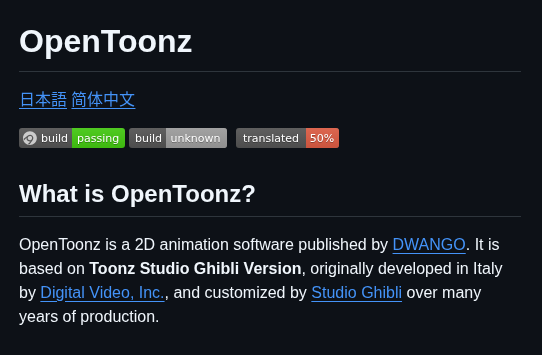 OpenToonz
日本語 简体中文
build passing build unknown translated 50%
What is OpenToonz?
OpenToonz is a 2D animation software published by DWANGO. It is
based on Toonz Studio Ghibli Version, originally developed in Italy
by Digital Video, Inc., and customized by Studio Ghibli over many
years of production.